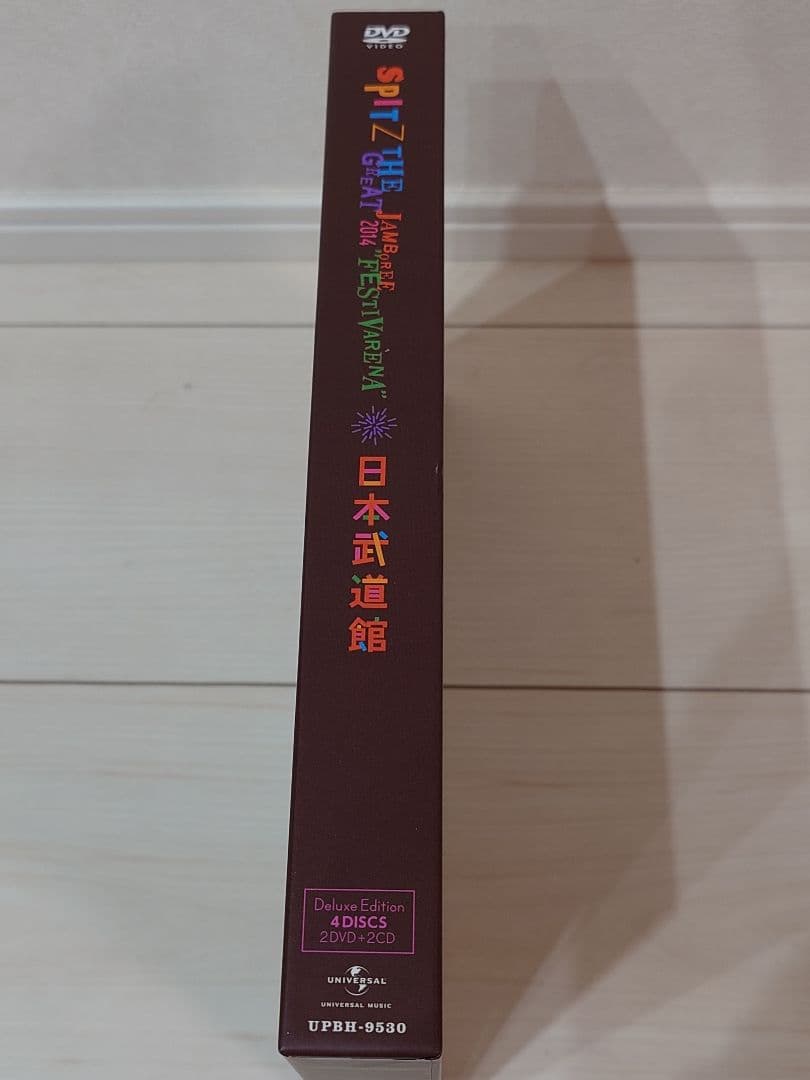 DVD
VIDEO
SPITZ THE
GREAT JAMBOREE
2014 "FESTIVARENA"
日本武道館
Deluxe Edition
4 DISCS
2DVD+2CD
UNIVERSAL
UNIVERSAL MUSIC
UPBH-9530